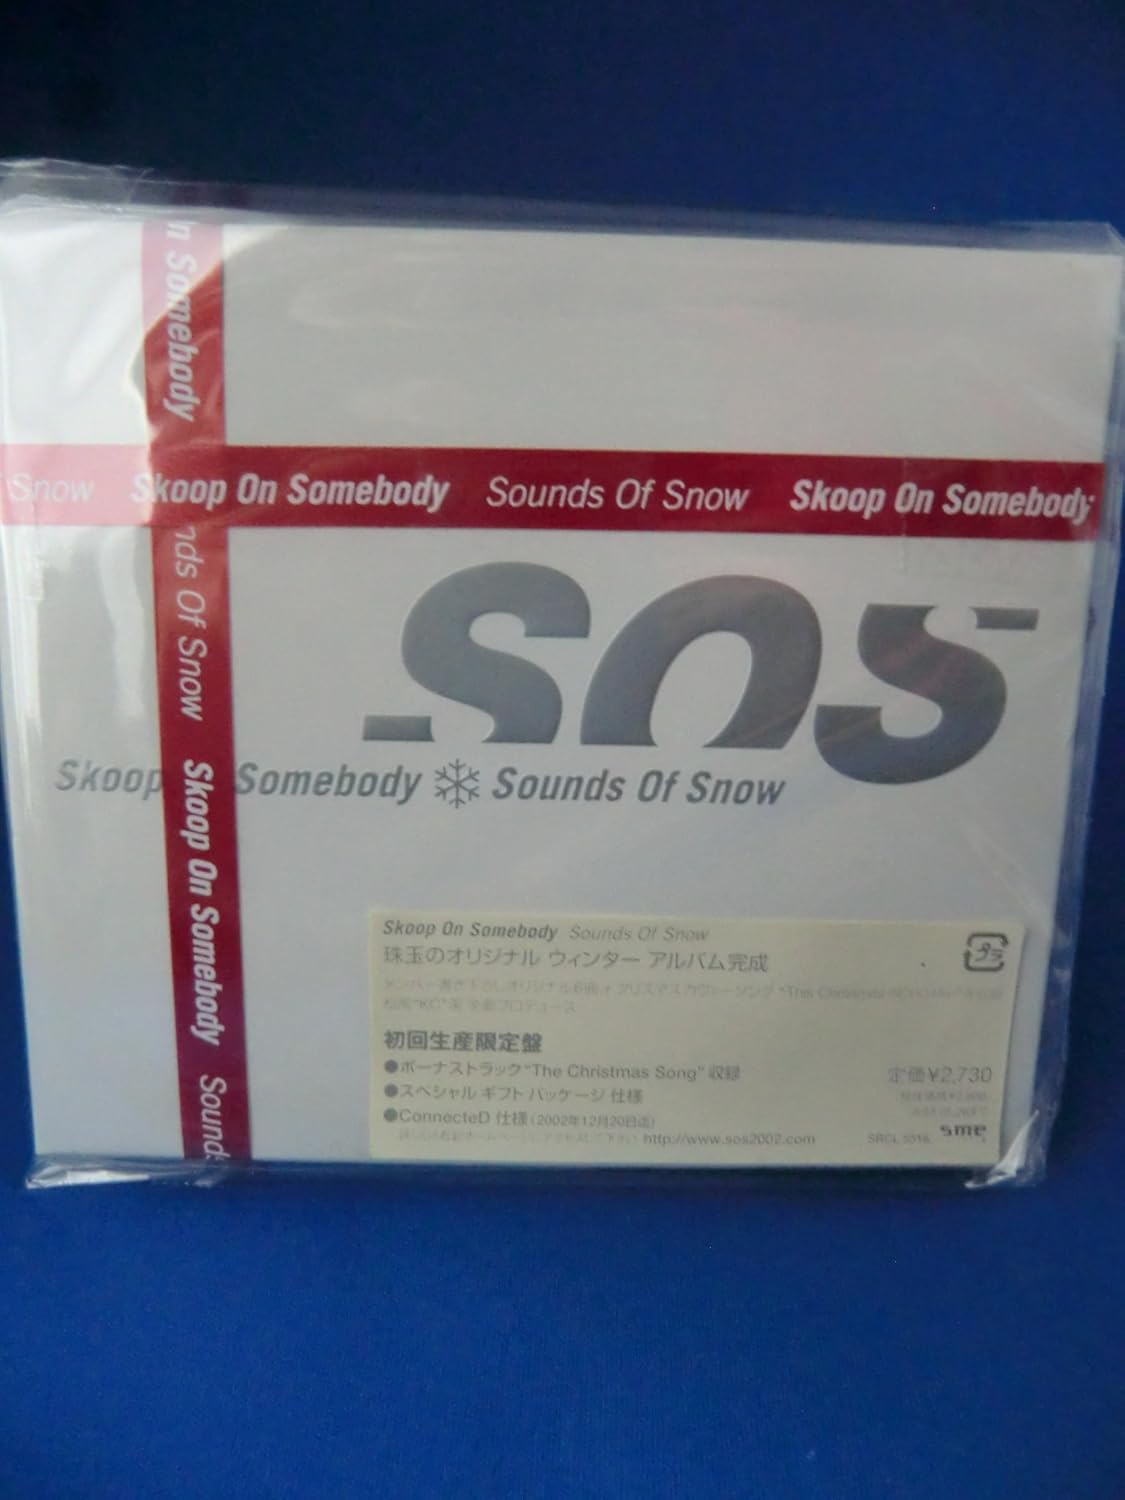 n Somebody
Snow Skoop On Somebody Sounds Of Snow Skoop On Somebody
nds Of Snow
SOS
Skoop Somebody Sounds Of Snow
Skoop On Somebody
Sounds
Skoop On Somebody Sounds Of Snow
珠玉のオリジナル ウィンター アルバム完成
プラ
初回生産限定盤
●ボーナストラック“The Christmas Song”収録
定価¥2,730
●スペシャル ギフト パッケージ 仕様
●ConnecteD 仕様(2002年12月20日迄)
http://www.sos2002.com
sme